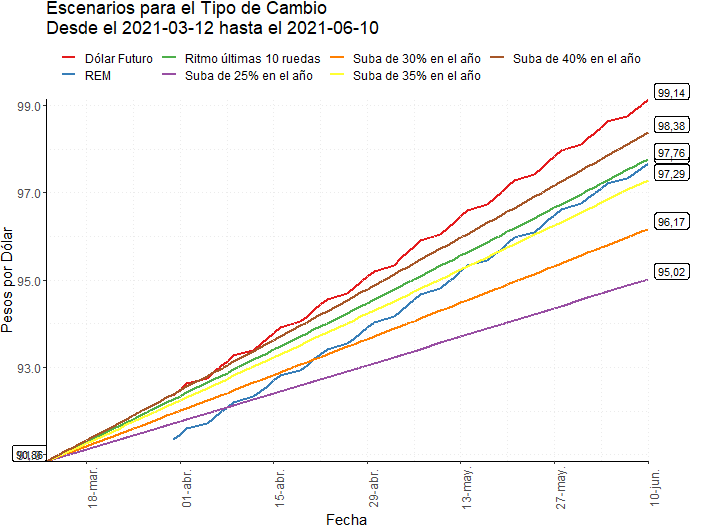 Escenarios para el Tipo de Cambio
Desde el 2021-03-12 hasta el 2021-06-10
Dólar Futuro
Ritmo últimas 10 ruedas
Suba de 30% en el año
Suba de 40% en el año
REM
Suba de 25% en el año
Suba de 35% en el año
99,14
98,38
97,76
97,29
96,17
95,02
99.0
97.0
95.0
93.0
Pesos por Dólar
18-mar.
01-abr.
15-abr.
29-abr.
13-may.
27-may.
10-jun.
Fecha